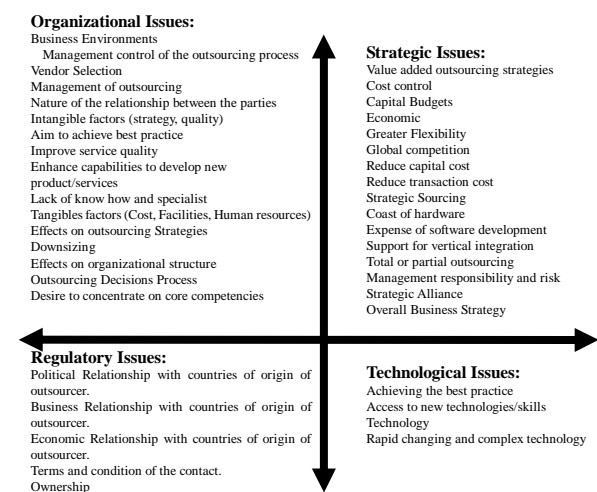 Organizational Issues:
Business Environments
Management control of the outsourcing process
Vendor Selection
Management of outsourcing
Nature of the relationship between the parties
Intangible factors (strategy, quality)
Aim to achieve best practice
Improve service quality
Enhance capabilities to develop new
product/services
Lack of know how and specialist
Tangibles factors (Cost, Facilities, Human resources)
Effects on outsourcing Strategies
Downsizing
Effects on organizational structure
Outsourcing Decisions Process
Desire to concentrate on core competencies
Strategic Issues:
Value added outsourcing strategies
Cost control
Capital Budgets
Economic
Greater Flexibility
Global competition
Reduce capital cost
Reduce transaction cost
Strategic Sourcing
Coast of hardware
Expense of software development
Support for vertical integration
Total or partial outsourcing
Management responsibility and risk
Strategic Alliance
Overall Business Strategy
Regulatory Issues:
Political Relationship with countries of origin of
outsourcer.
Business Relationship with countries of origin of
outsourcer.
Economic Relationship with countries of origin of
outsourcer.
Terms and condition of the contact.
Ownership
Technological Issues:
Achieving the best practice
Access to new technologies/skills
Technology
Rapid changing and complex technology